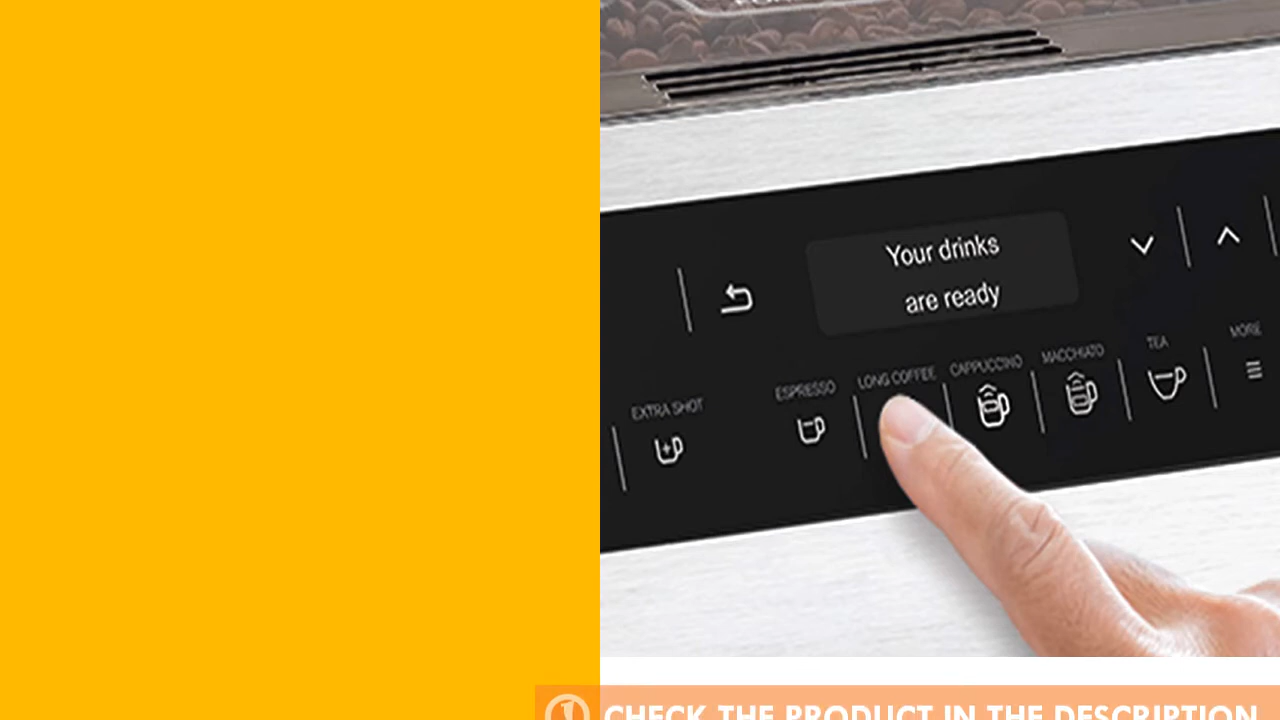 Your drinks
are ready
EXTRA SHOT
ESPRESSO
LONG COFFEE
CAPPUCCINO
MACCHIATO
TEA
MORE
1 CHECK THE PRODUCT IN THE DESCRIPTION